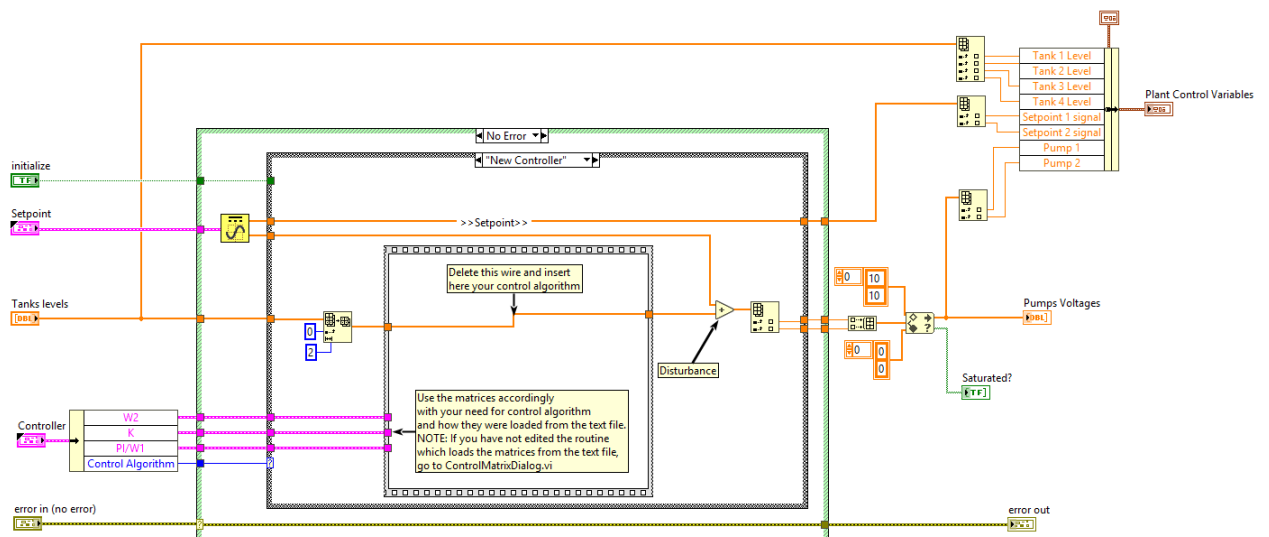 Tank 1 Level
Tank 2 Level
Tank 3 Level
Tank 4 Level
Setpoint 1 signal
Setpoint 2 signal
Pump 1
Pump 2
Plant Control Variables
No Error
"New Controller"
initialize
TF
Setpoint
>>Setpoint>>
Delete this wire and insert
here your control algorithm
Tanks levels
DBL
0
2
+
Disturbance
0
10
10
0
0
0
?
Pumps Voltages
DBL
Saturated?
TF
Use the matrices accordingly
with your need for control algorithm
and how they were loaded from the text file.
NOTE: If you have not edited the routine
which loads the matrices from the text file,
go to ControlMatrixDialog.vi
Controller
W2
K
PI/W1
Control Algorithm
?
error in (no error)
?
error out